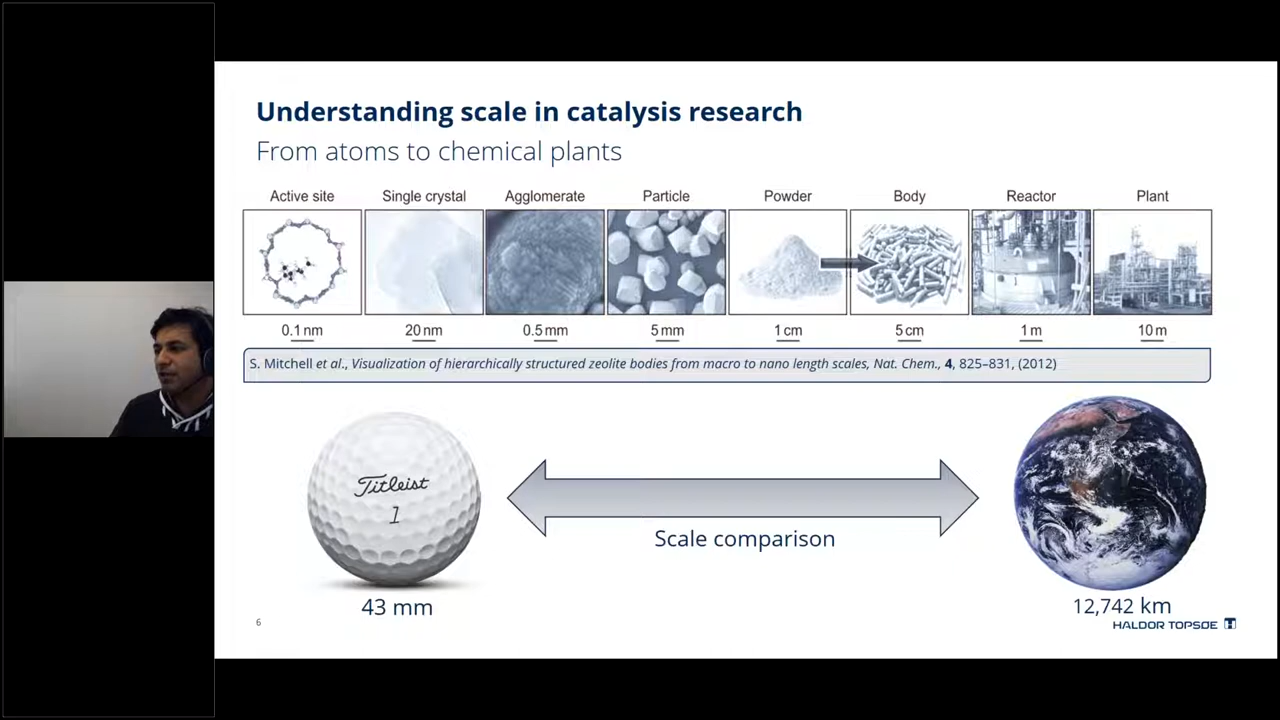 Understanding scale in catalysis research
From atoms to chemical plants
Active site Single crystal Agglomerate Particle Powder Body Reactor Plant
0.1 nm 20 nm 0.5 mm 5 mm 1 cm 5 cm 1 m 10 m
S. Mitchell et al., Visualization of hierarchically structured zeolite bodies from macro to nano length scales, Nat. Chem., 4, 825–831, (2012)
Titleist
1
Scale comparison
43 mm
12,742 km
6
HALDOR TOPSØE